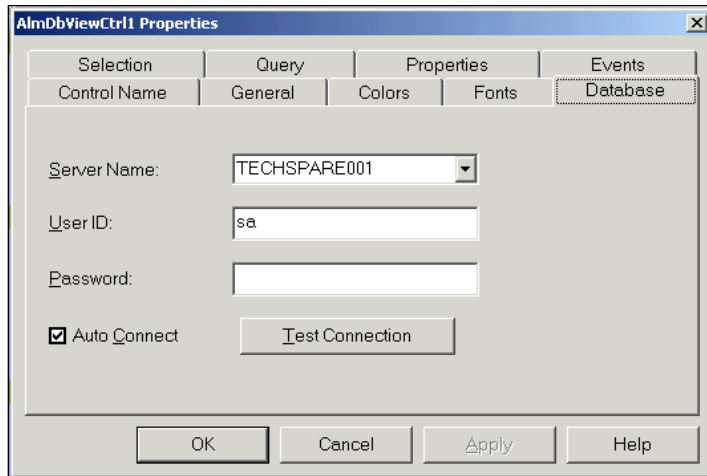 AlmDbViewCtrl1 Properties
Selection Query Properties Events
Control Name General Colors Fonts Database
Server Name: TECHSPARE001
User ID: sa
Password:
Auto Connect Test Connection
OK Cancel Apply Help